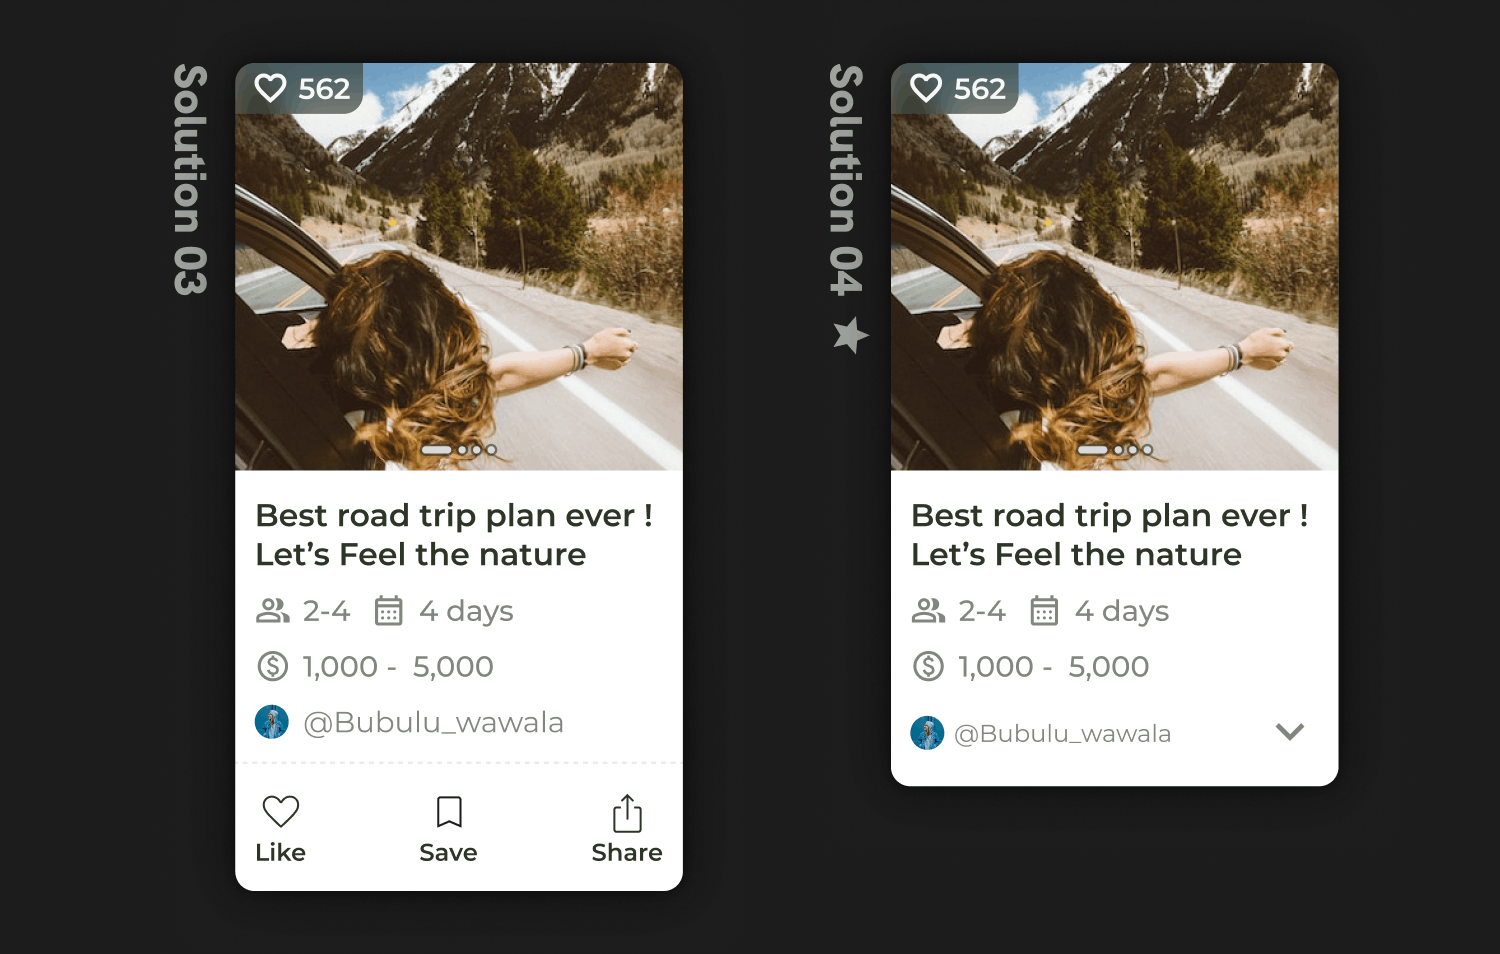 Solution 03
562
Best road trip plan ever !
Let’s Feel the nature
2-4 4 days
1,000 - 5,000
@Bubulu_wawala
Like Save Share
Solution 04
562
Best road trip plan ever !
Let’s Feel the nature
2-4 4 days
1,000 - 5,000
@Bubulu_wawala